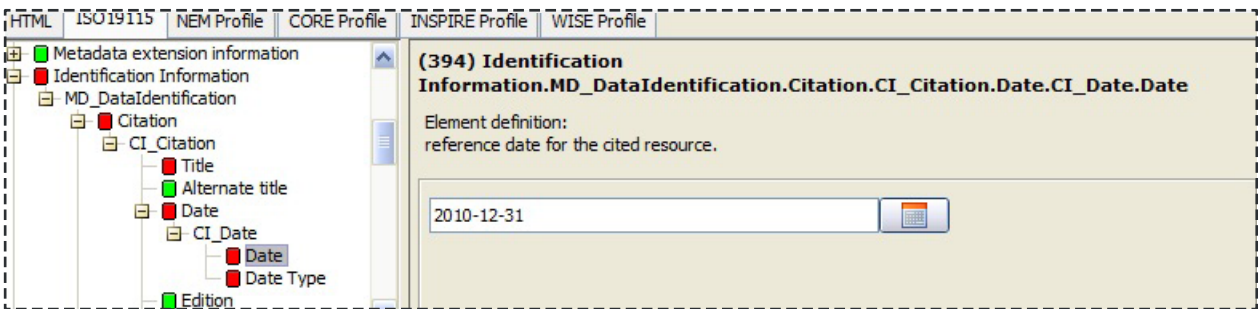 HTML ISO19115 NEM Profile CORE Profile INSPIRE Profile WISE Profile
Metadata extension information
Identification Information
MD_DataIdentification
Citation
CI_Citation
Title
Alternate title
Date
CI_Date
Date
Date Type
Edition
(394) Identification
Information.MD_DataIdentification.Citation.CI_Citation.Date.CI_Date.Date
Element definition:
reference date for the cited resource.
2010-12-31